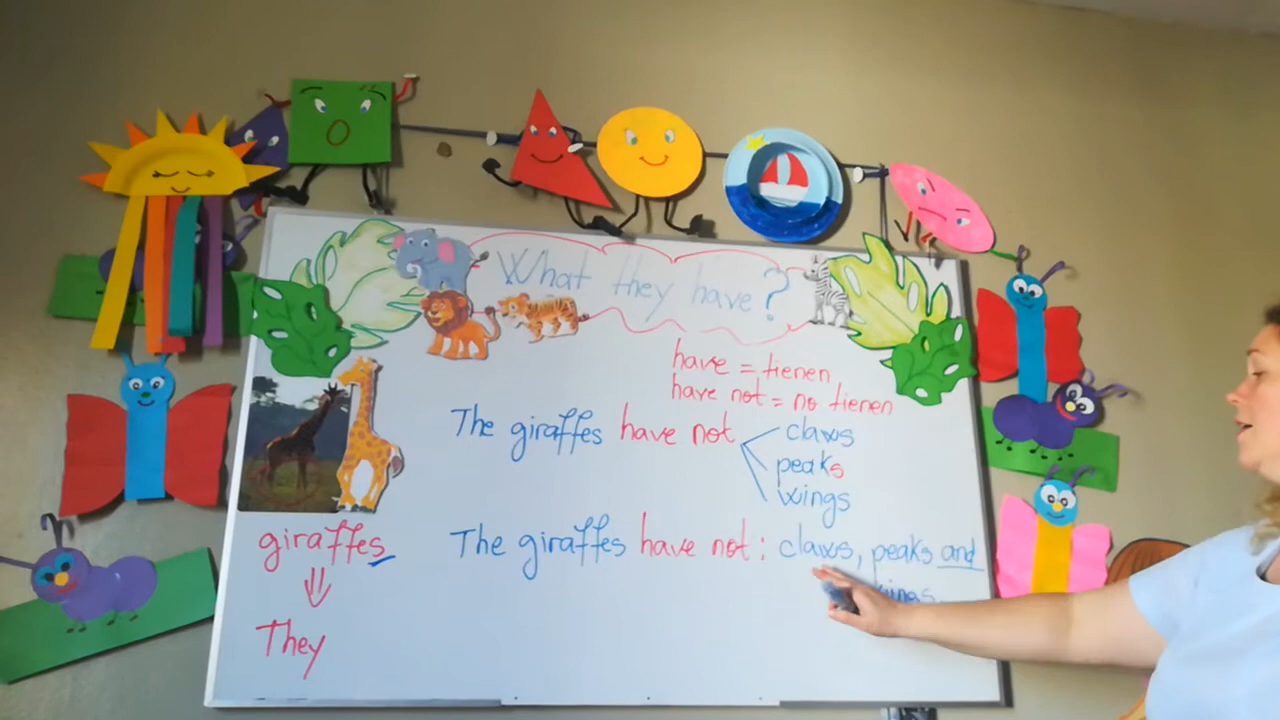 What they have?
have = tienen
have not = no tienen
The giraffes have not
claws
peaks
wings
giraffes
The giraffes have not: claws, peaks and
wings
They